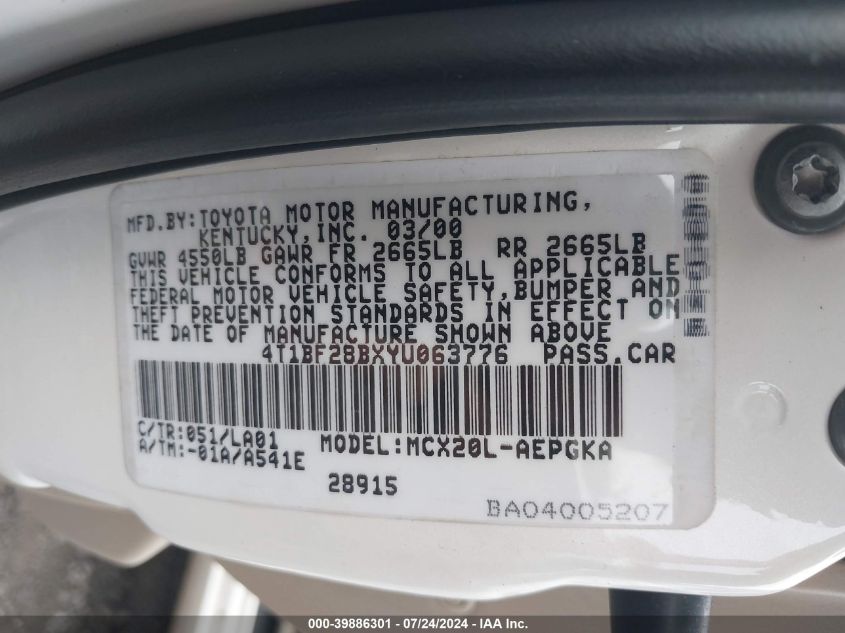 MFD.BY:TOYOTA MOTOR MANUFACTURING,
KENTUCKY,INC. 03/00
GVWR 4550LB GAWR FR 2665LB RR 2665LB
THIS VEHICLE CONFORMS TO ALL APPLICABLE
FEDERAL MOTOR VEHICLE SAFETY,BUMPER AND
THEFT PREVENTION STANDARDS IN EFFECT ON
THE DATE OF MANUFACTURE SHOWN ABOVE
4T1BF28BXYU063776 PASS.CAR
C/TR:051/LA01 MODEL:MCX20L-AEPGKA
A/TM:-01A/A541E
28915
BA04005207
000-39886301 - 07/24/2024 - IAA Inc.